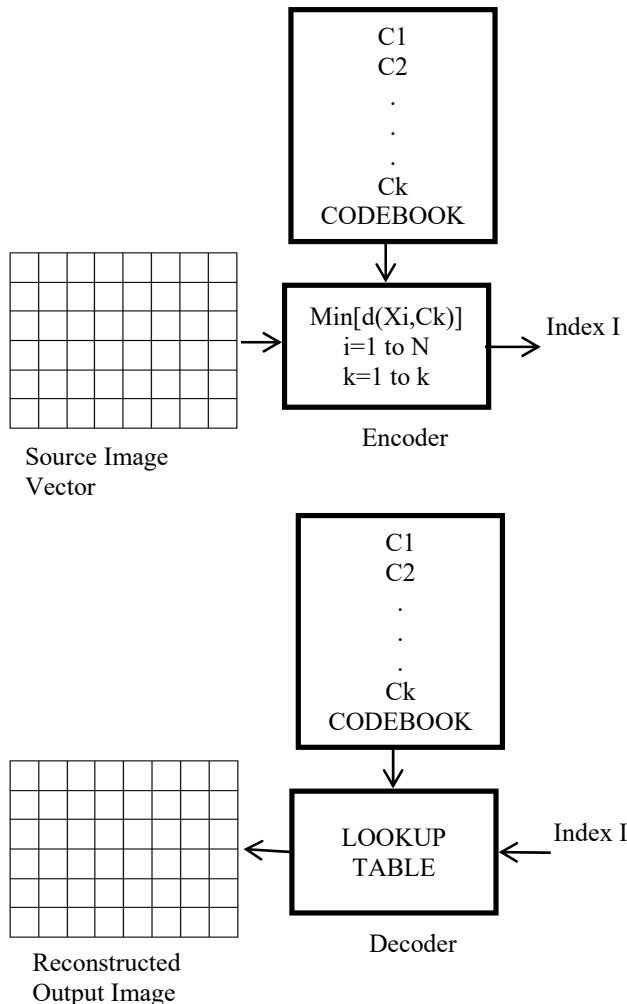 C1
C2
.
.
.
Ck
CODEBOOK
Min[d(Xi,Ck)]
i=1 to N
k=1 to k
Index I
Encoder
Source Image
Vector
C1
C2
.
.
.
Ck
CODEBOOK
LOOKUP
TABLE
Index I
Decoder
Reconstructed
Output Image